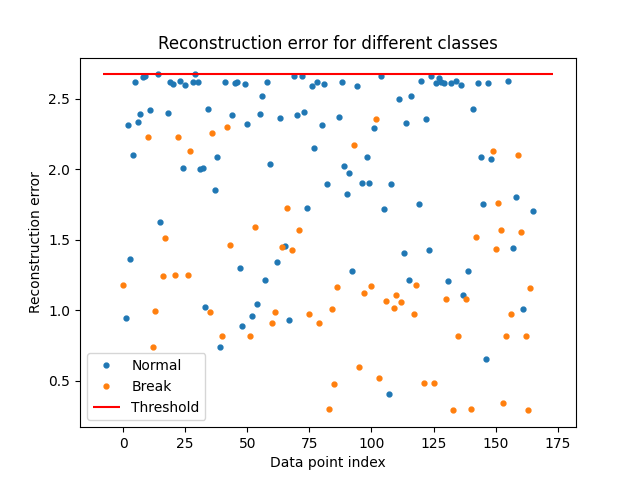 Reconstruction error for different classes
Reconstruction error
2.5
2.0
1.5
1.0
0.5
Normal
Break
Threshold
0 25 50 75 100 125 150 175
Data point index